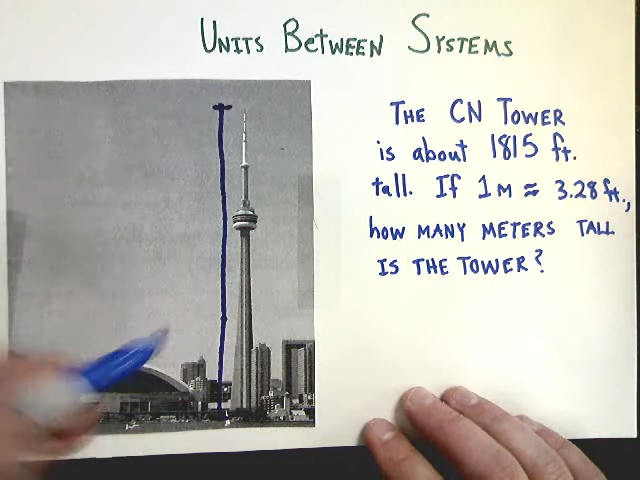 UNITS BETWEEN SYSTEMS
THE CN TOWER
is about 1815 ft.
tall. If 1 M ≈ 3.28 ft.,
how MANY METERS TALL
IS THE TOWER?